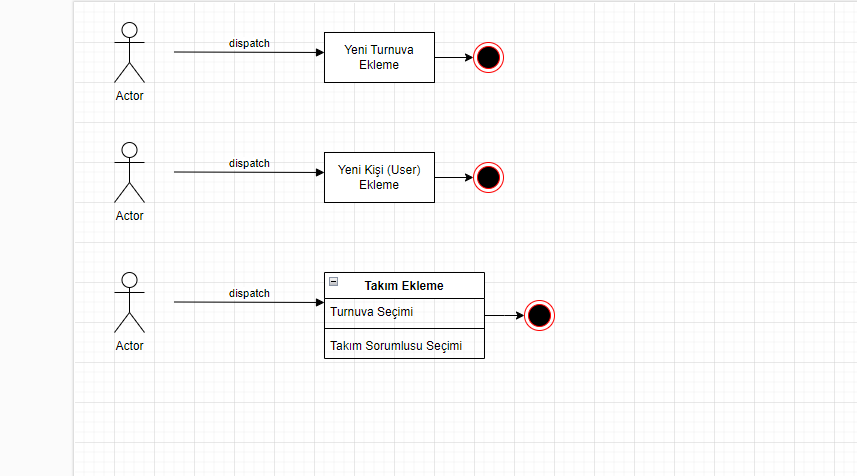 dispatch
Yeni Turnuva
Ekleme
Actor
dispatch
Yeni Kişi (User)
Ekleme
Actor
dispatch
Takım Ekleme
Turnuva Seçimi
Takım Sorumlusu Seçimi
Actor